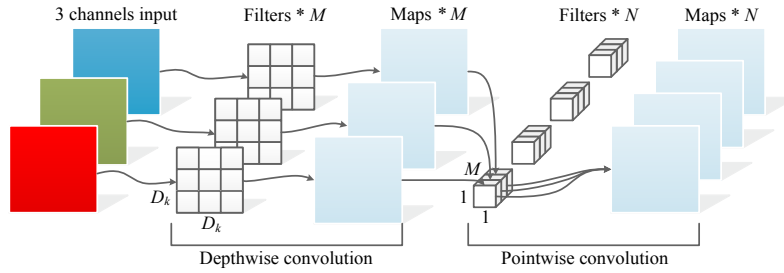 3 channels input
Filters * M
Maps * M
Filters * N
Maps * N
M
1
1
D_k
D_k
Depthwise convolution
Pointwise convolution